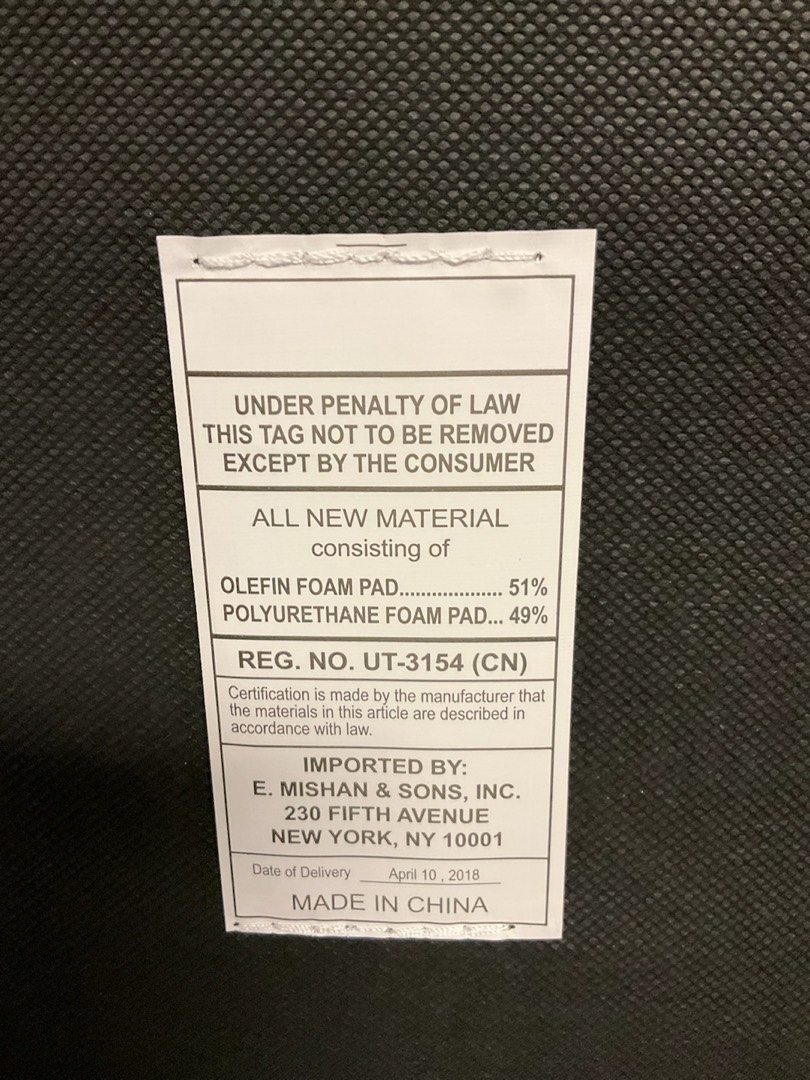 UNDER PENALTY OF LAW
THIS TAG NOT TO BE REMOVED
EXCEPT BY THE CONSUMER
ALL NEW MATERIAL
consisting of
OLEFIN FOAM PAD................... 51%
POLYURETHANE FOAM PAD... 49%
REG. NO. UT-3154 (CN)
Certification is made by the manufacturer that
the materials in this article are described in
accordance with law.
IMPORTED BY:
E. MISHAN & SONS, INC.
230 FIFTH AVENUE
NEW YORK, NY 10001
Date of Delivery April 10 , 2018
MADE IN CHINA